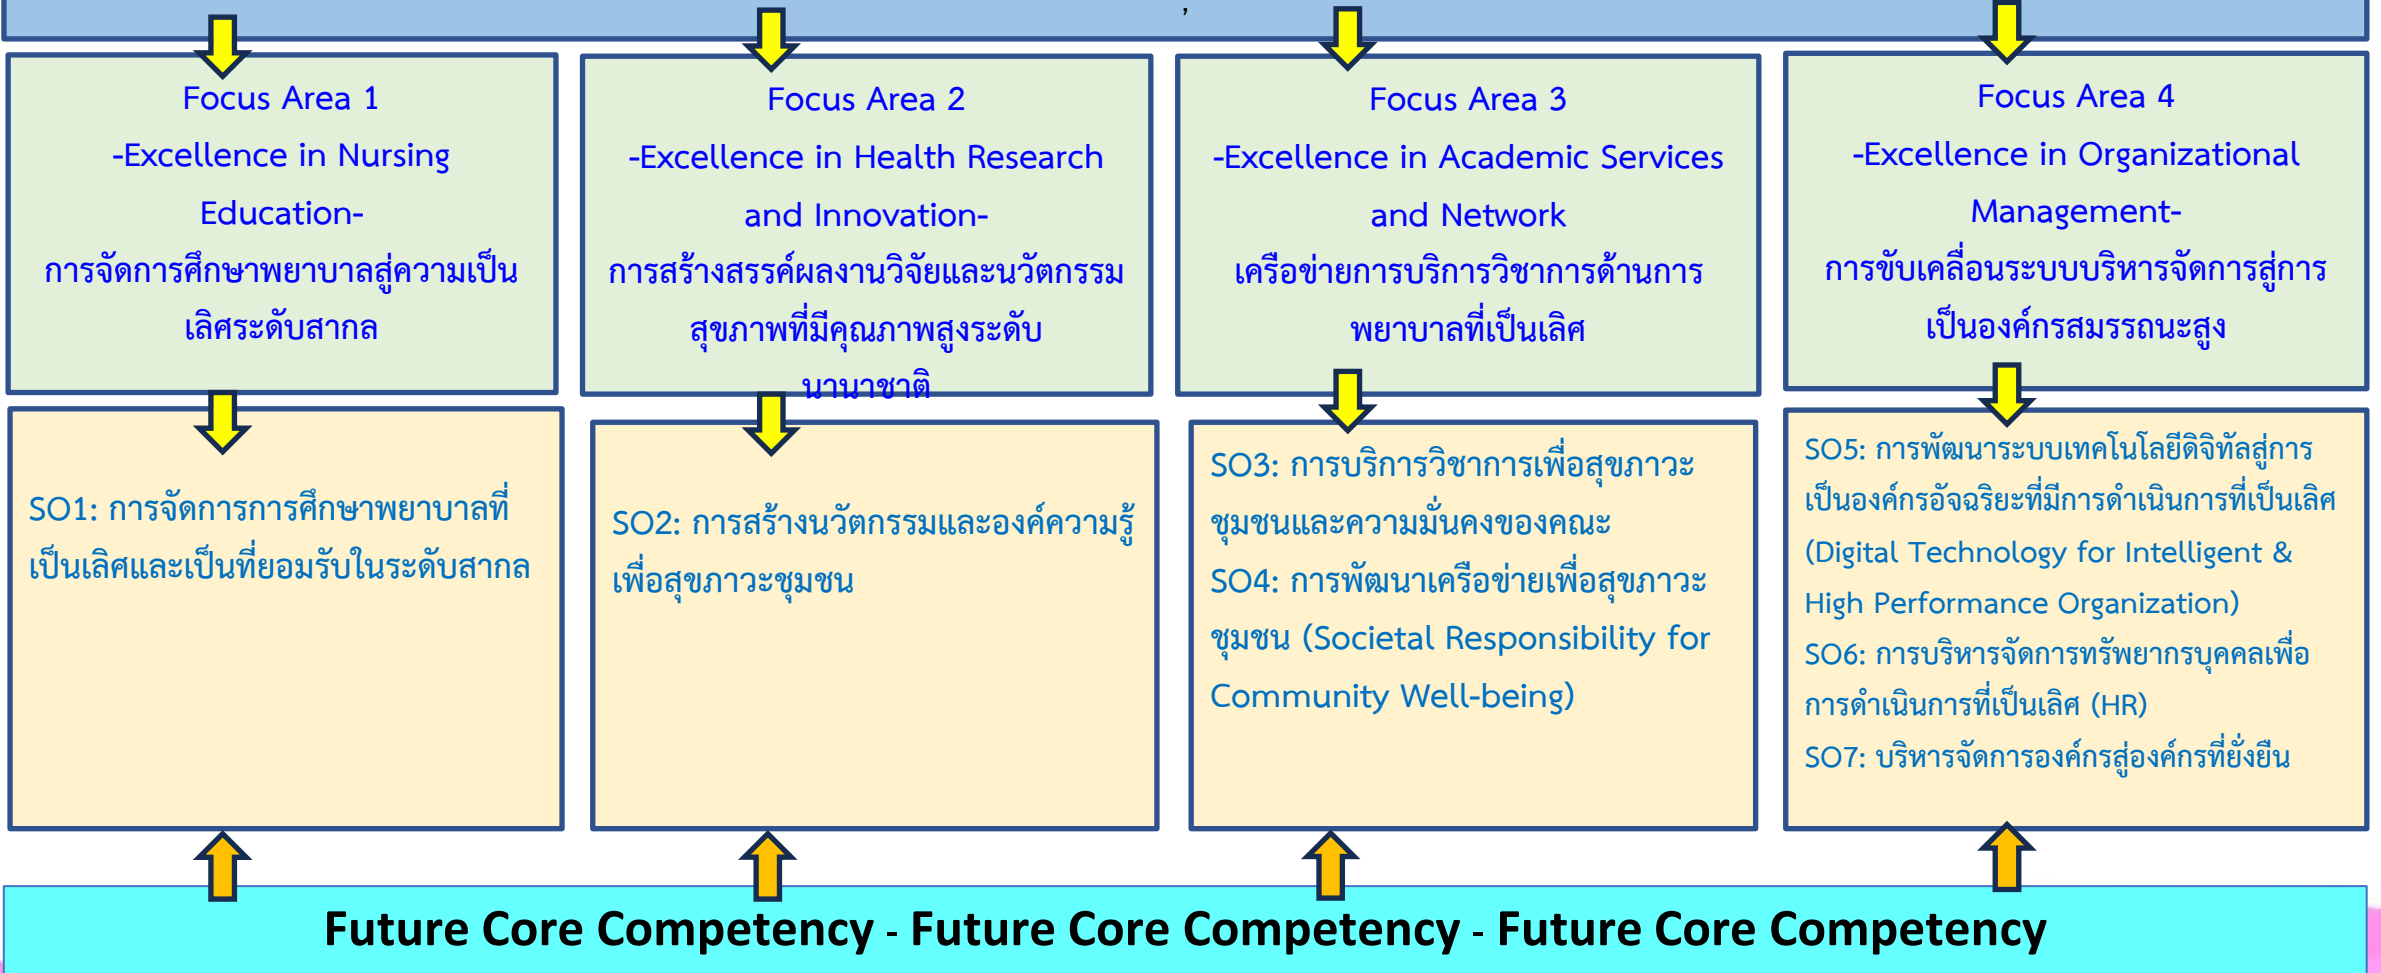 Focus Area 1
-Excellence in Nursing
Education-
การจัดการศึกษาพยาบาลสู่ความเป็น
เลิศระดับสากล
Focus Area 2
-Excellence in Health Research
and Innovation-
การสร้างสรรค์ผลงานวิจัยและนวัตกรรม
สุขภาพที่มีคุณภาพสูงระดับ
นานาชาติ
Focus Area 3
-Excellence in Academic Services
and Network
เครือข่ายการบริการวิชาการด้านการ
พยาบาลที่เป็นเลิศ
Focus Area 4
-Excellence in Organizational
Management-
การขับเคลื่อนระบบบริหารจัดการสู่การ
เป็นองค์กรสมรรถนะสูง
SO1: การจัดการการศึกษาพยาบาลที่
เป็นเลิศและเป็นที่ยอมรับในระดับสากล
SO2: การสร้างนวัตกรรมและองค์ความรู้
เพื่อสุขภาวะชุมชน
SO3: การบริการวิชาการเพื่อสุขภาวะ
ชุมชนและความมั่นคงของคณะ
SO4: การพัฒนาเครือข่ายเพื่อสุขภาวะ
ชุมชน (Societal Responsibility for
Community Well-being)
SO5: การพัฒนาระบบเทคโนโลยีดิจิทัลสู่การ
เป็นองค์กรอัจฉริยะที่มีการดำเนินการที่เป็นเลิศ
(Digital Technology for Intelligent &
High Performance Organization)
SO6: การบริหารจัดการทรัพยากรบุคคลเพื่อ
การดำเนินการที่เป็นเลิศ (HR)
SO7: บริหารจัดการองค์กรสู่องค์กรที่ยั่งยืน
Future Core Competency - Future Core Competency - Future Core Competency